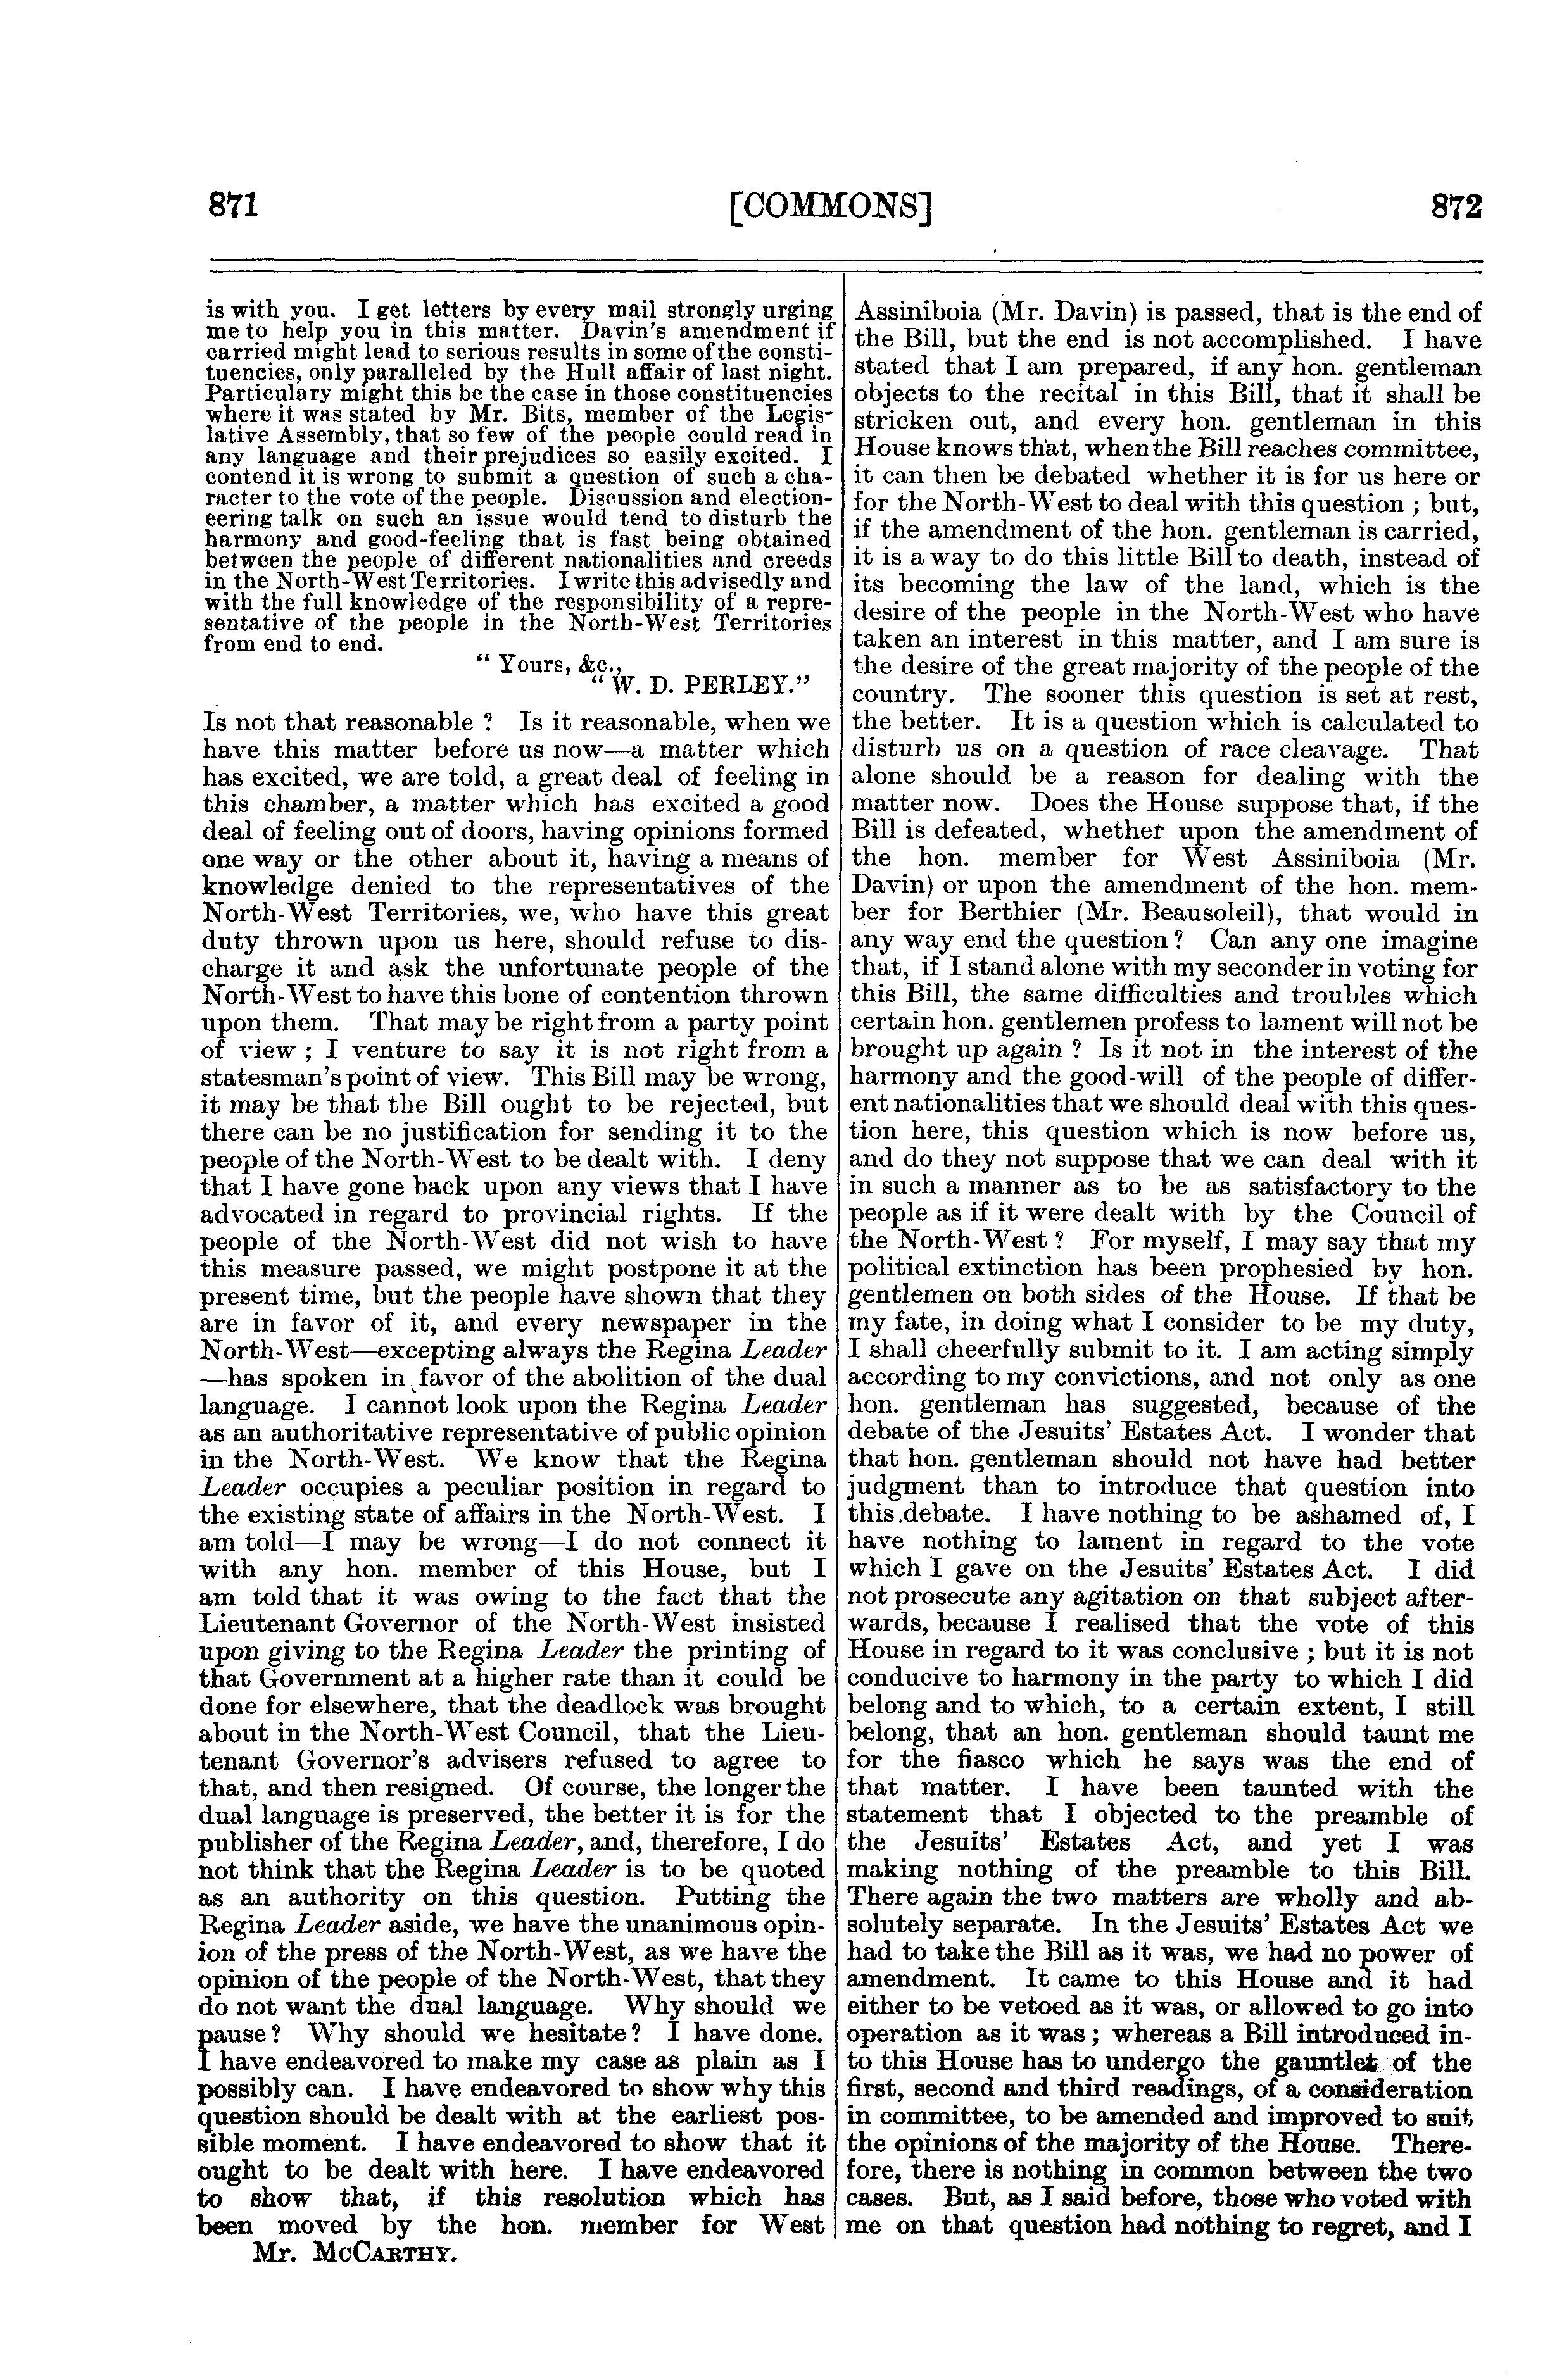 871
[COMMONS]
872
is with you. I get letters by every mail strongly urging
me to help you in this matter. Davin's amendment if
carried might lead to serious results in some of the consti-
tuencies, only paralleled by the Hull affair of last night.
Particulary might this be the case in those constituencies
where it was stated by Mr. Bits, member of the Legis-
lative Assembly, that so few of the people could read in
any language and their prejudices so easily excited. I
contend it is wrong to submit a question of such a cha-
racter to the vote of the people. Discussion and election-
eering talk on such an issue would tend to disturb the
harmony and good-feeling that is fast being obtained
between the people of different nationalities and creeds
in the North-West Territories. I write this advisedly and
with the full knowledge of the responsibility of a repre-
sentative of the people in the North-West Territories
from end to end.
" Yours, &c.,
" W. D. PERLEY."
Is not that reasonable ? Is it reasonable, when we
have this matter before us now—a matter which
has excited, we are told, a great deal of feeling in
this chamber, a matter which has excited a good
deal of feeling out of doors, having opinions formed
one way or the other about it, having a means of
knowledge denied to the representatives of the
North-West Territories, we, who have this great
duty thrown upon us here, should refuse to dis-
charge it and ask the unfortunate people of the
North-West to have this bone of contention thrown
upon them. That may be right from a party point
of view ; I venture to say it is not right from a
statesman's point of view. This Bill may be wrong,
it may be that the Bill ought to be rejected, but
there can be no justification for sending it to the
people of the North-West to be dealt with. I deny
that I have gone back upon any views that I have
advocated in regard to provincial rights. If the
people of the North-West did not wish to have
this measure passed, we might postpone it at the
present time, but the people have shown that they
are in favor of it, and every newspaper in the
North-West—excepting always the Regina Leader
—has spoken in favor of the abolition of the dual
language. I cannot look upon the Regina Leader
as an authoritative representative of public opinion
in the North-West. We know that the Regina
Leader occupies a peculiar position in regard to
the existing state of affairs in the North-West. I
am told—I may be wrong—I do not connect it
with any hon. member of this House, but I
am told that it was owing to the fact that the
Lieutenant Governor of the North-West insisted
upon giving to the Regina Leader the printing of
that Government at a higher rate than it could be
done for elsewhere, that the deadlock was brought
about in the North-West Council, that the Lieu-
tenant Governor's advisers refused to agree to
that, and then resigned. Of course, the longer the
dual language is preserved, the better it is for the
publisher of the Regina Leader, and, therefore, I do
not think that the Regina Leader is to be quoted
as an authority on this question. Putting the
Regina Leader aside, we have the unanimous opin-
ion of the press of the North-West, as we have the
opinion of the people of the North-West, that they
do not want the dual language. Why should we
pause? Why should we hesitate? I have done.
I have endeavored to make my case as plain as I
possibly can. I have endeavored to show why this
question should be dealt with at the earliest pos-
sible moment. I have endeavored to show that it
ought to be dealt with here. I have endeavored
to show that, if this resolution which has
been moved by the hon. member for West
Mr. MCCARTHY.
Assiniboia (Mr. Davin) is passed, that is the end of
the Bill, but the end is not accomplished. I have
stated that I am prepared, if any hon. gentleman
objects to the recital in this Bill, that it shall be
stricken out, and every hon. gentleman in this
House knows that, when the Bill reaches committee,
it can then be debated whether it is for us here or
for the North-West to deal with this question ; but,
if the amendment of the hon. gentleman is carried,
it is a way to do this little Bill to death, instead of
its becoming the law of the land, which is the
desire of the people in the North-West who have
taken an interest in this matter, and I am sure is
the desire of the great majority of the people of the
country. The sooner this question is set at rest,
the better. It is a question which is calculated to
disturb us on a question of race cleavage. That
alone should be a reason for dealing with the
matter now. Does the House suppose that, if the
Bill is defeated, whether upon the amendment of
the hon. member for West Assiniboia (Mr.
Davin) or upon the amendment of the hon. mem-
ber for Berthier (Mr. Beausoleil), that would in
any way end the question ? Can any one imagine
that, if I stand alone with my seconder in voting for
this Bill, the same difficulties and troubles which
certain hon. gentlemen profess to lament will not be
brought up again ? Is it not in the interest of the
harmony and the good-will of the people of differ-
ent nationalities that we should deal with this ques-
tion here, this question which is now before us,
and do they not suppose that we can deal with it
in such a manner as to be as satisfactory to the
people as if it were dealt with by the Council of
the North-West ? For myself, I may say that my
political extinction has been prophesied by hon.
gentlemen on both sides of the House. If that be
my fate, in doing what I consider to be my duty,
I shall cheerfully submit to it. I am acting simply
according to my convictions, and not only as one
hon. gentleman has suggested, because of the
debate of the Jesuits' Estates Act. I wonder that
that hon. gentleman should not have had better
judgment than to introduce that question into
this debate. I have nothing to be ashamed of, I
have nothing to lament in regard to the vote
which I gave on the Jesuits' Estates Act. I did
not prosecute any agitation on that subject after-
wards, because I realised that the vote of this
House in regard to it was conclusive ; but it is not
conducive to harmony in the party to which I did
belong and to which, to a certain extent, I still
belong, that an hon. gentleman should taunt me
for the fiasco which he says was the end of
that matter. I have been taunted with the
statement that I objected to the preamble of
the Jesuits' Estates Act, and yet I was
making nothing of the preamble to this Bill.
There again the two matters are wholly and ab-
solutely separate. In the Jesuits' Estates Act we
had to take the Bill as it was, we had no power of
amendment. It came to this House and it had
either to be vetoed as it was, or allowed to go into
operation as it was ; whereas a Bill introduced in-
to this House has to undergo the gauntlet of the
first, second and third readings, of a consideration
in committee, to be amended and improved to suit
the opinions of the majority of the House. There-
fore, there is nothing in common between the two
cases. But, as I said before, those who voted with
me on that question had nothing to regret, and I